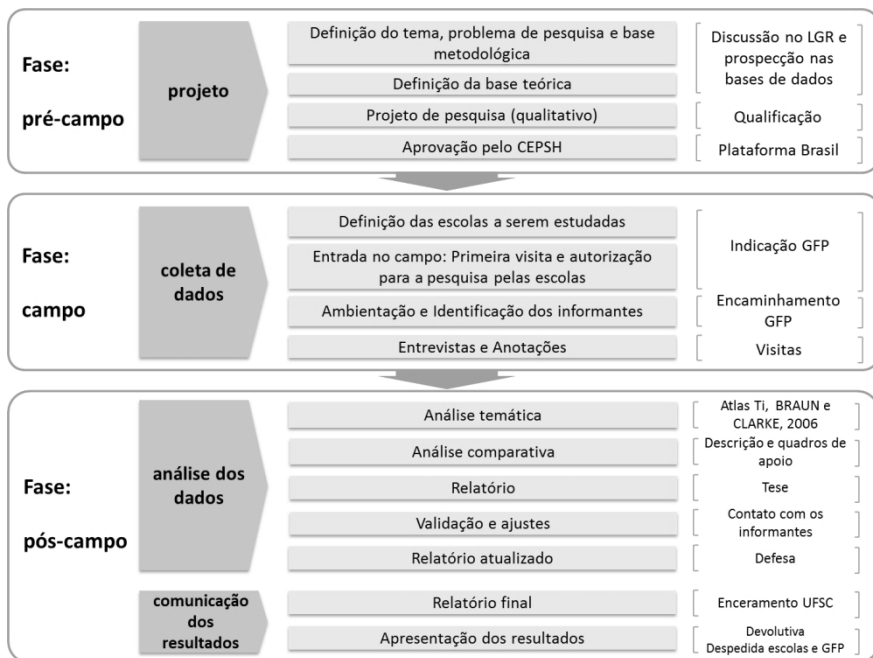 Fase:
pré-campo
projeto
Definição do tema, problema de pesquisa e base
metodológica
Definição da base teórica
Projeto de pesquisa (qualitativo)
Aprovação pelo CEPSH
Discussão no LGR e
prospecção nas
bases de dados
Qualificação
Plataforma Brasil
Fase:
campo
coleta de
dados
Definição das escolas a serem estudadas
Entrada no campo: Primeira visita e autorização
para a pesquisa pelas escolas
Ambientação e Identificação dos informantes
Entrevistas e Anotações
Indicação GFP
Encaminhamento
GFP
Visitas
Fase:
pós-campo
análise dos
dados
Análise temática
Análise comparativa
Relatório
Validação e ajustes
Relatório atualizado
Atlas Ti, BRAUN e
CLARKE, 2006
Descrição e quadros de
apoio
Tese
Contato com os
informantes
Defesa
comunicação
dos
resultados
Relatório final
Apresentação dos resultados
Enceramento UFSC
Devolutiva
Despedida escolas e GFP